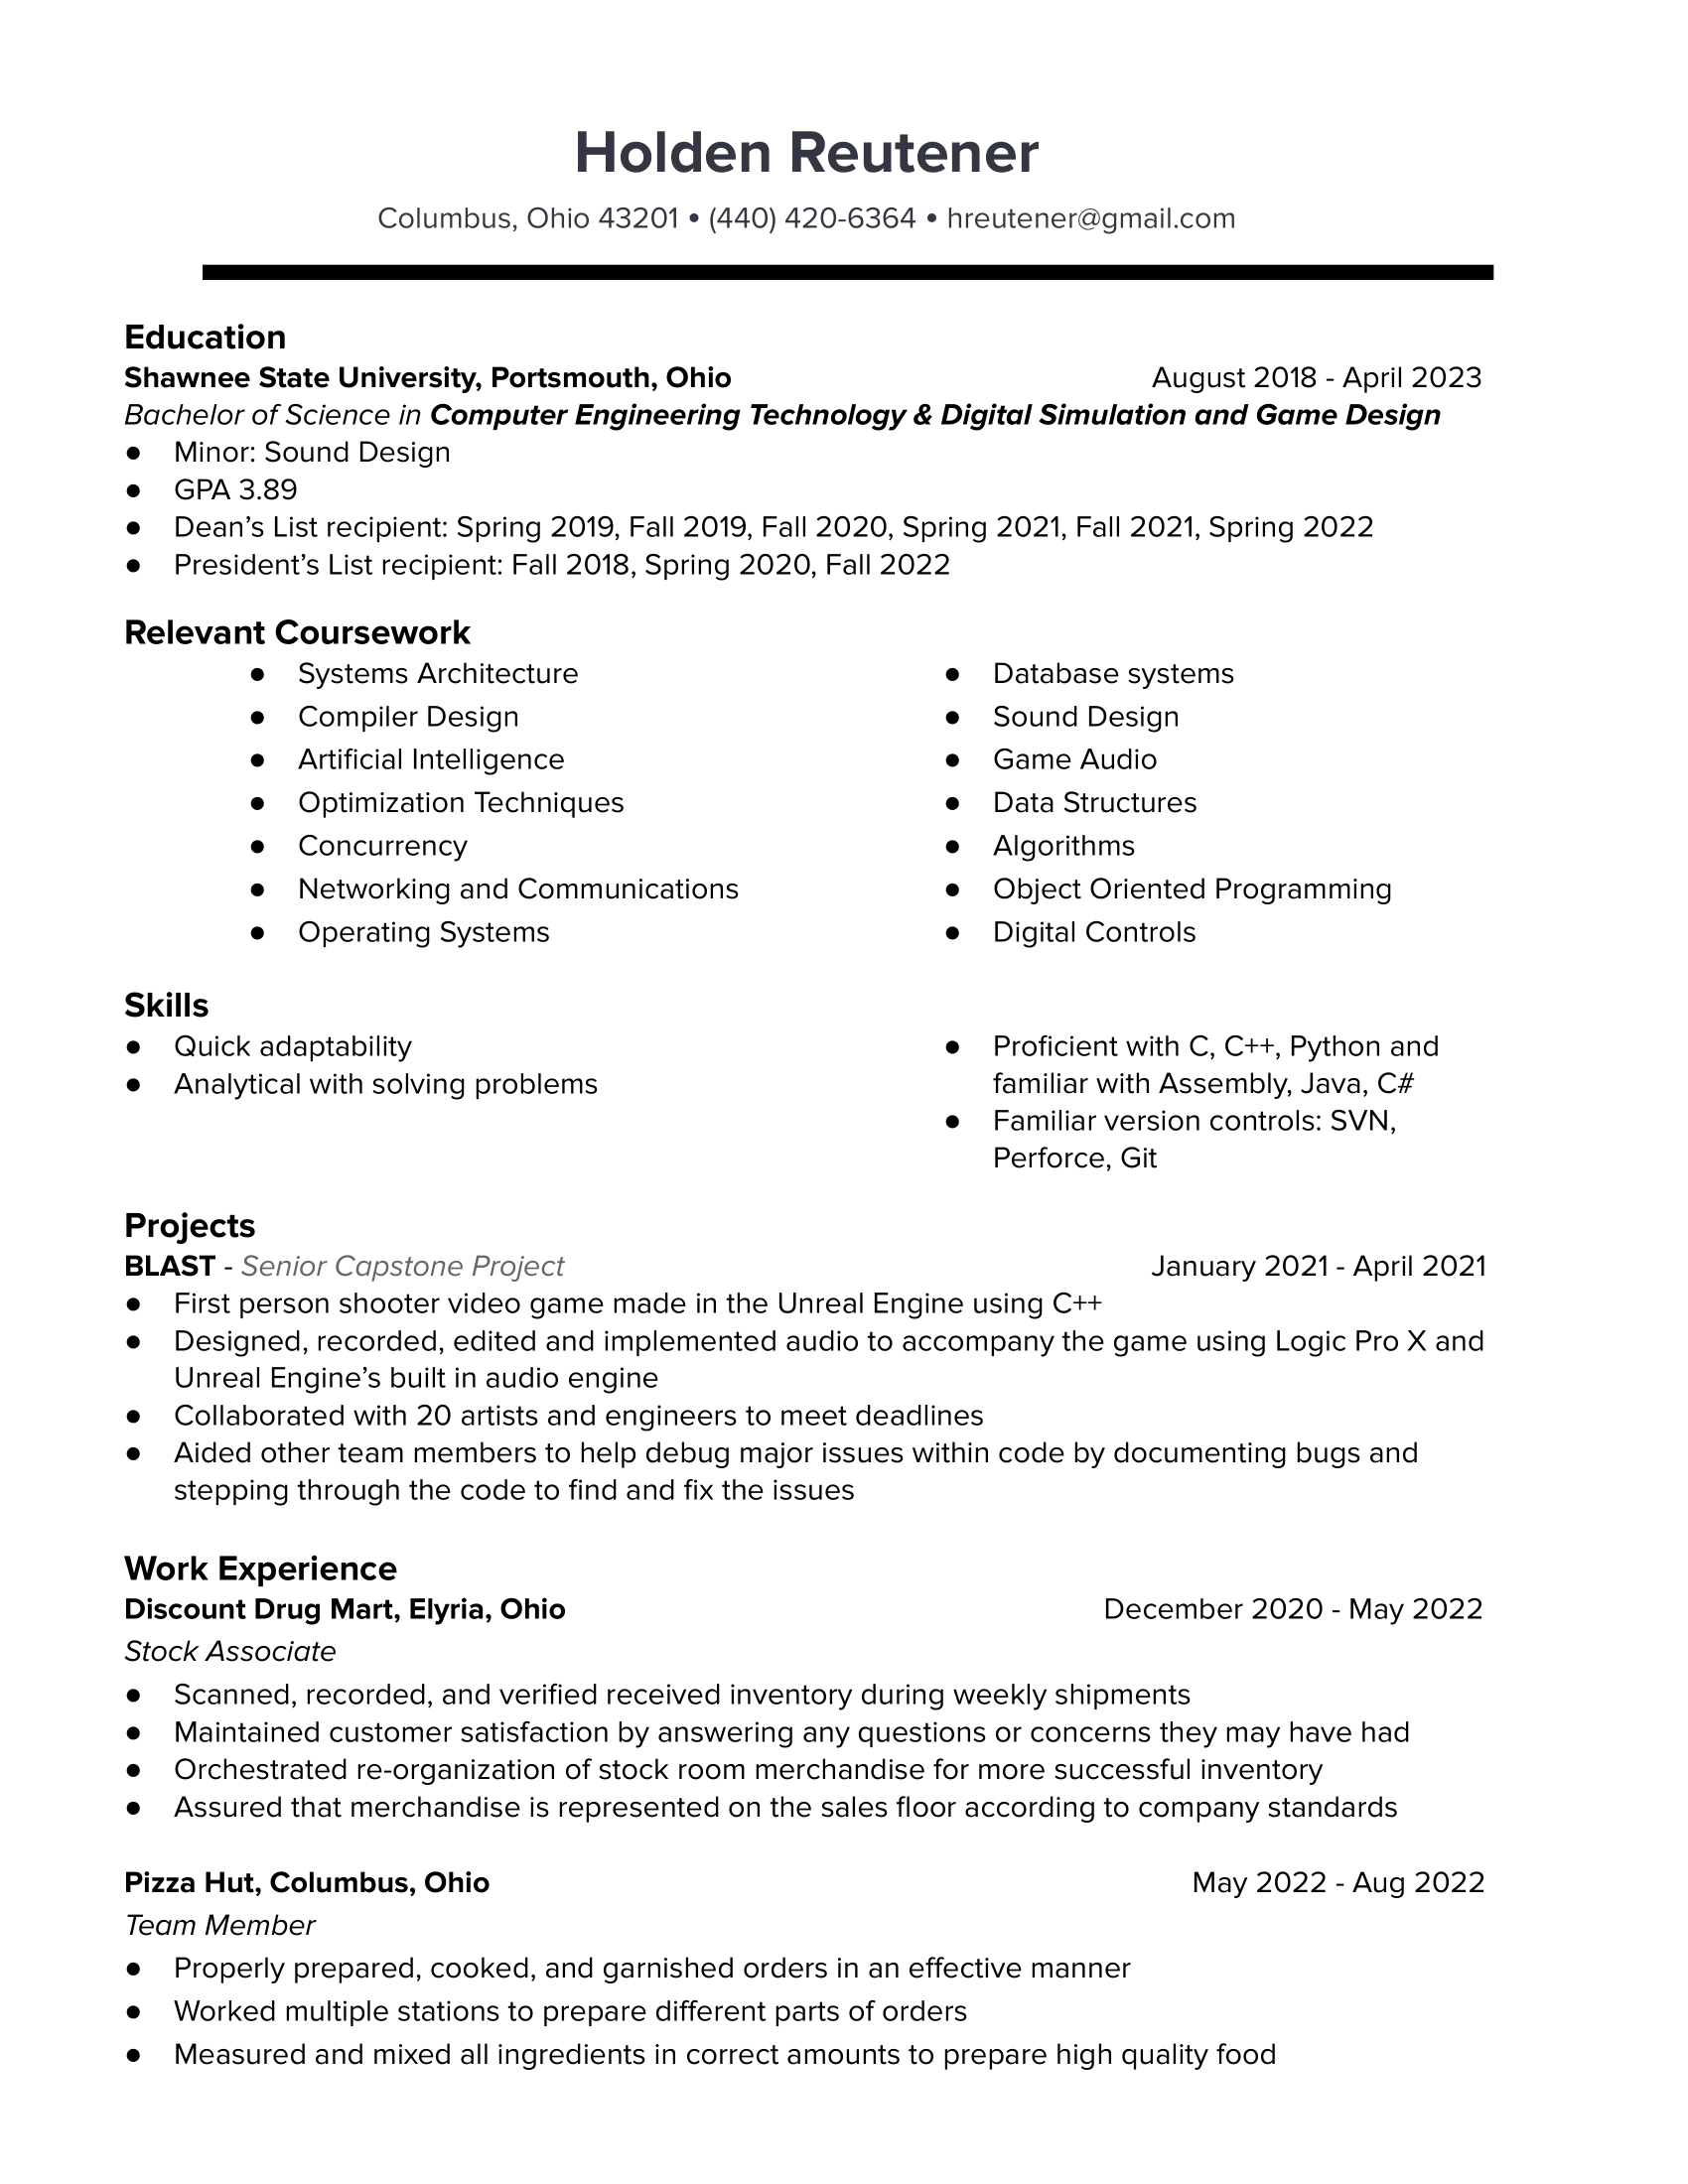 Holden Reutener
Columbus, Ohio 43201 • (440) 420-6364 • hreutener@gmail.com
Education
Shawnee State University, Portsmouth, Ohio August 2018 - April 2023
Bachelor of Science in Computer Engineering Technology & Digital Simulation and Game Design
● Minor: Sound Design
● GPA 3.89
● Dean’s List recipient: Spring 2019, Fall 2019, Fall 2020, Spring 2021, Fall 2021, Spring 2022
● President’s List recipient: Fall 2018, Spring 2020, Fall 2022
Relevant Coursework
● Systems Architecture
● Compiler Design
● Artificial Intelligence
● Optimization Techniques
● Concurrency
● Networking and Communications
● Operating Systems
● Database systems
● Sound Design
● Game Audio
● Data Structures
● Algorithms
● Object Oriented Programming
● Digital Controls
Skills
● Quick adaptability
● Analytical with solving problems
● Proficient with C, C++, Python and
familiar with Assembly, Java, C#
● Familiar version controls: SVN,
Perforce, Git
Projects
BLAST - Senior Capstone Project January 2021 - April 2021
● First person shooter video game made in the Unreal Engine using C++
● Designed, recorded, edited and implemented audio to accompany the game using Logic Pro X and
Unreal Engine’s built in audio engine
● Collaborated with 20 artists and engineers to meet deadlines
● Aided other team members to help debug major issues within code by documenting bugs and
stepping through the code to find and fix the issues
Work Experience
Discount Drug Mart, Elyria, Ohio December 2020 - May 2022
Stock Associate
● Scanned, recorded, and verified received inventory during weekly shipments
● Maintained customer satisfaction by answering any questions or concerns they may have had
● Orchestrated re-organization of stock room merchandise for more successful inventory
● Assured that merchandise is represented on the sales floor according to company standards
Pizza Hut, Columbus, Ohio May 2022 - Aug 2022
Team Member
● Properly prepared, cooked, and garnished orders in an effective manner
● Worked multiple stations to prepare different parts of orders
● Measured and mixed all ingredients in correct amounts to prepare high quality food